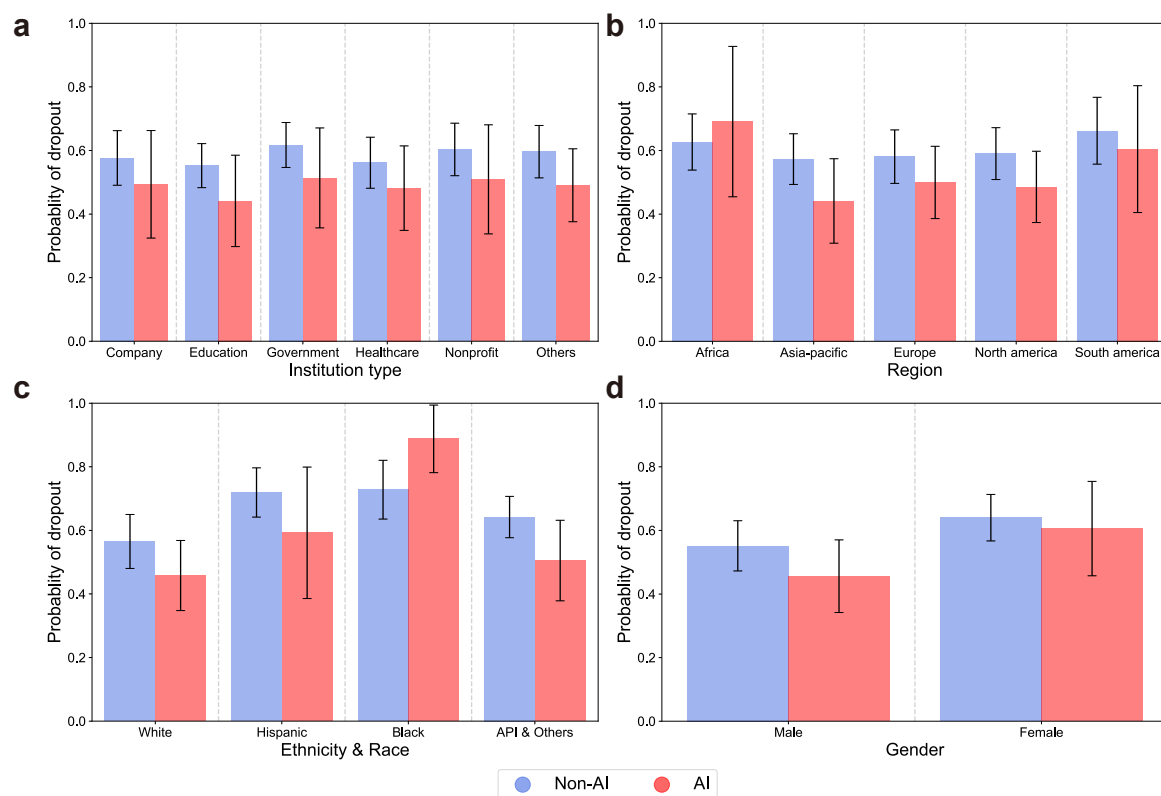 a
Probablity of dropout
1.0
0.8
0.6
0.4
0.2
0.0
Company Education Government Healthcare Nonprofit Others
Institution type
b
Probablity of dropout
1.0
0.8
0.6
0.4
0.2
0.0
Africa Asia-pacific Europe North america South america
Region
c
Probablity of dropout
1.0
0.8
0.6
0.4
0.2
0.0
White Hispanic Black API & Others
Ethnicity & Race
d
Probablity of dropout
1.0
0.8
0.6
0.4
0.2
0.0
Male Female
Gender
Non-AI AI